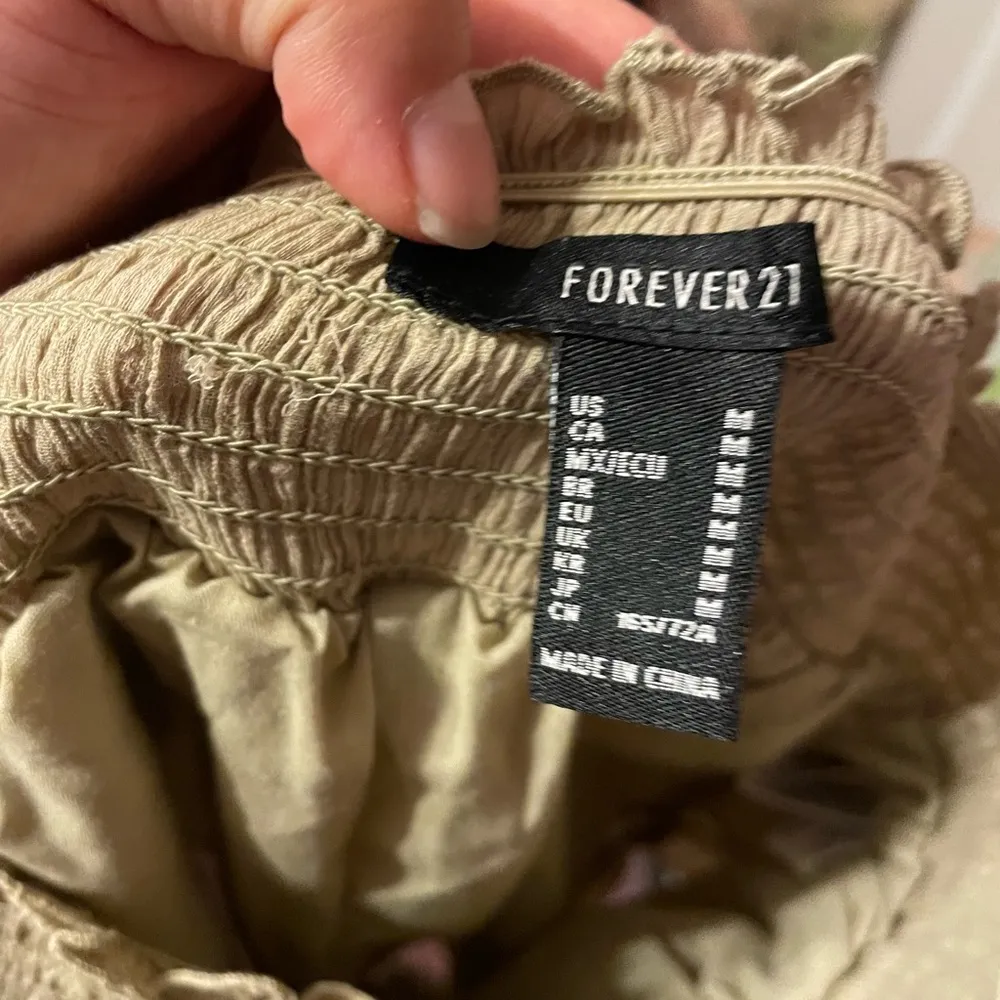 FOREVER 21
US M
CA M
MX/ECU M
BR M
EU M
UK M
KR M
JP M
CN 165/72A
MADE IN CHINA